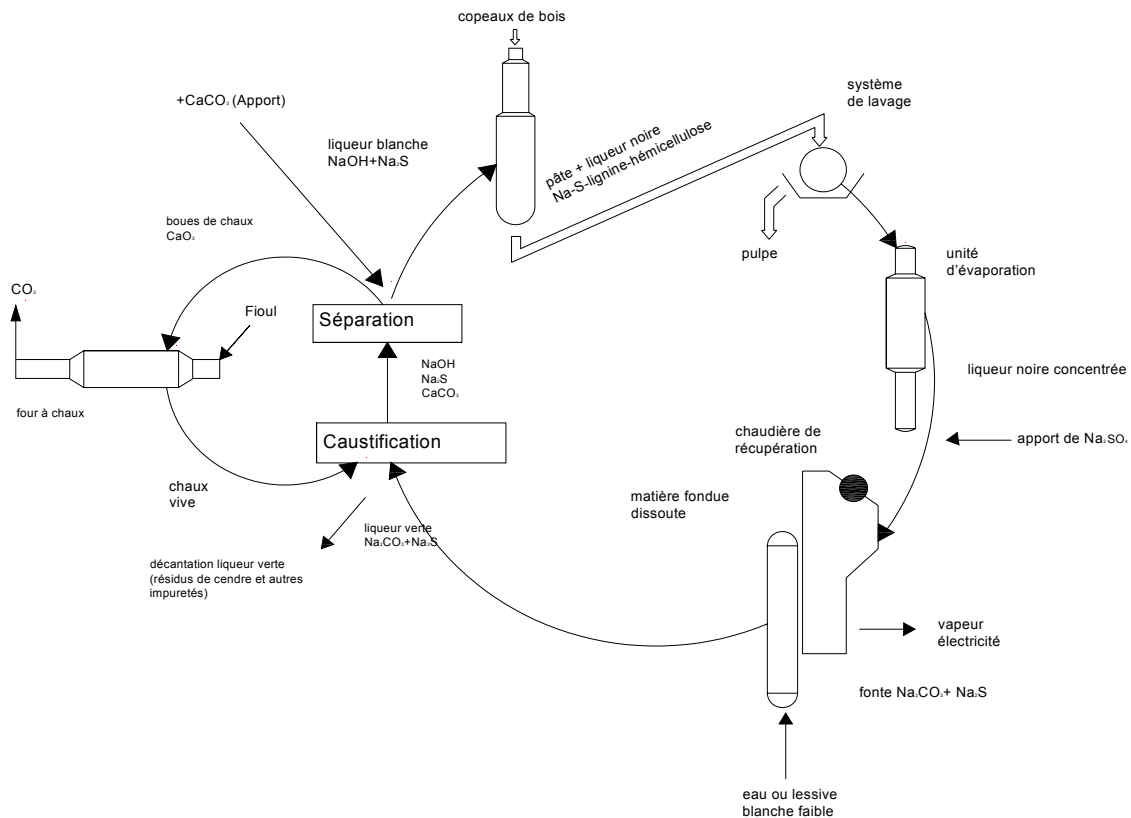 copeaux de bois
système
de lavage
+CaCO₃ (Apport)
liqueur blanche
NaOH+Na₂S
pâte + liqueur noire
Na-S-lignine-hémicellulose
boues de chaux
CaO₃
pulpe
unité
d'évaporation
CO₂
Fioul
Séparation
NaOH
Na₂S
CaCO₃
liqueur noire concentrée
four à chaux
Caustification
chaudière de
récupération
apport de Na₂SO₄
chaux
vive
matière fondue
dissoute
liqueur verte
Na₂CO₃+Na₂S
décantation liqueur verte
(résidus de cendre et autres
impuretés)
vapeur
électricité
fonte Na₂CO₃+ Na₂S
eau ou lessive
blanche faible